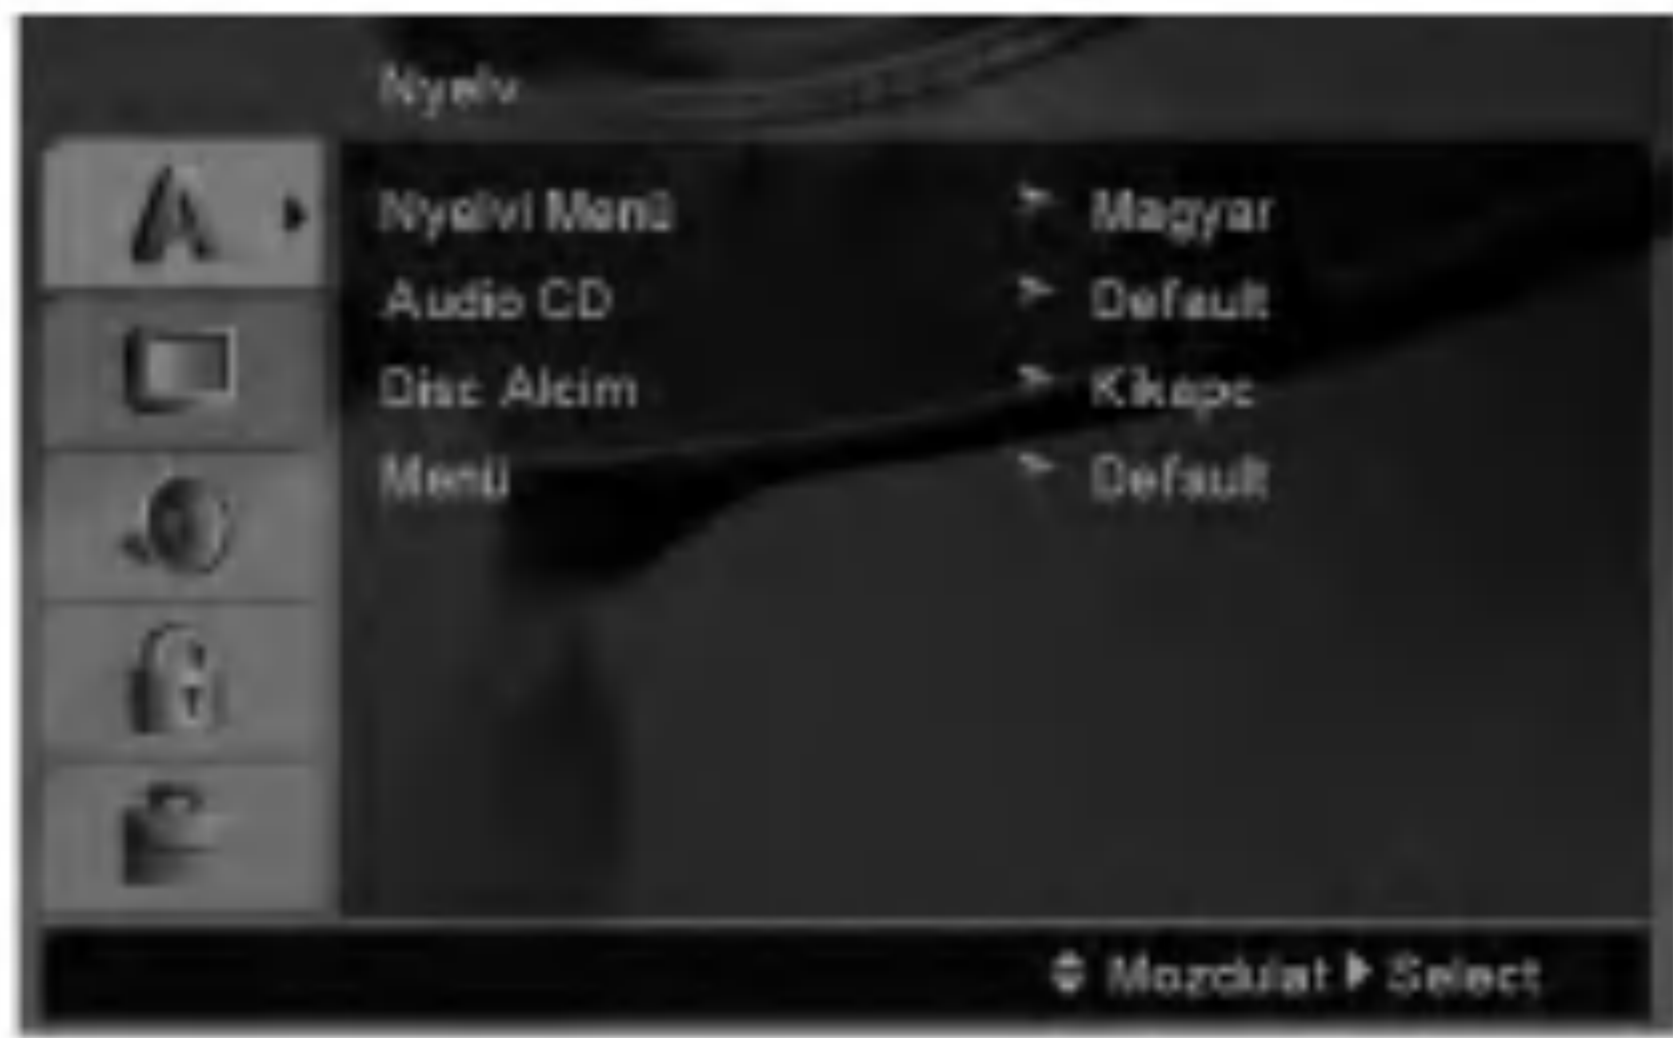 Nyelv
Nyelvi Menü Magyar
Audio CD Default
Disc Alcim Kikapc
Menü Default
Mozdulat Select